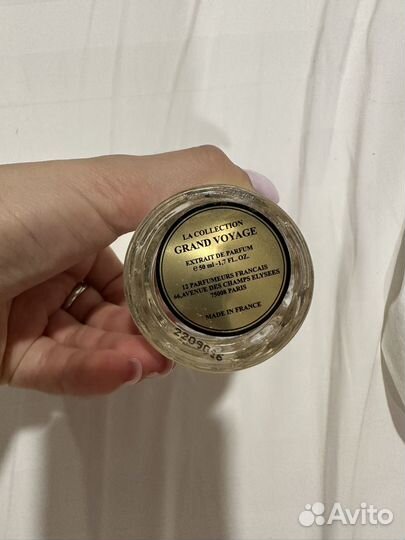 LA COLLECTION
GRAND VOYAGE
EXTRAIT DE PARFUM
℮ 50 ml -1,7 FL. OZ.
12 PARFUMEURS FRANCAIS
66,AVENUE DES CHAMPS ELYSEES
75008 PARIS
MADE IN FRANCE
2209046
Avito